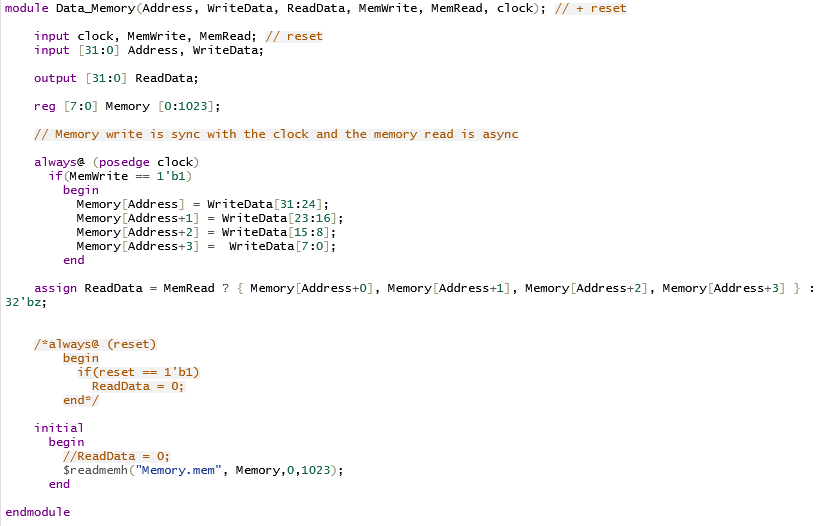 module Data_Memory(Address, WriteData, ReadData, MemWrite, MemRead, clock); // + reset
input clock, MemWrite, MemRead; // reset
input [31:0] Address, WriteData;
output [31:0] ReadData;
reg [7:0] Memory [0:1023];
// Memory write is sync with the clock and the memory read is async
always@ (posedge clock)
if(MemWrite == 1'b1)
begin
Memory[Address] = WriteData[31:24];
Memory[Address+1] = WriteData[23:16];
Memory[Address+2] = WriteData[15:8];
Memory[Address+3] =  WriteData[7:0];
end
assign ReadData = MemRead ? { Memory[Address+0], Memory[Address+1], Memory[Address+2], Memory[Address+3] } :
32'bz;
/*always@ (reset)
begin
if(reset == 1'b1)
ReadData = 0;
end*/
initial
begin
//ReadData = 0;
$readmemh("Memory.mem", Memory,0,1023);
end
endmodule